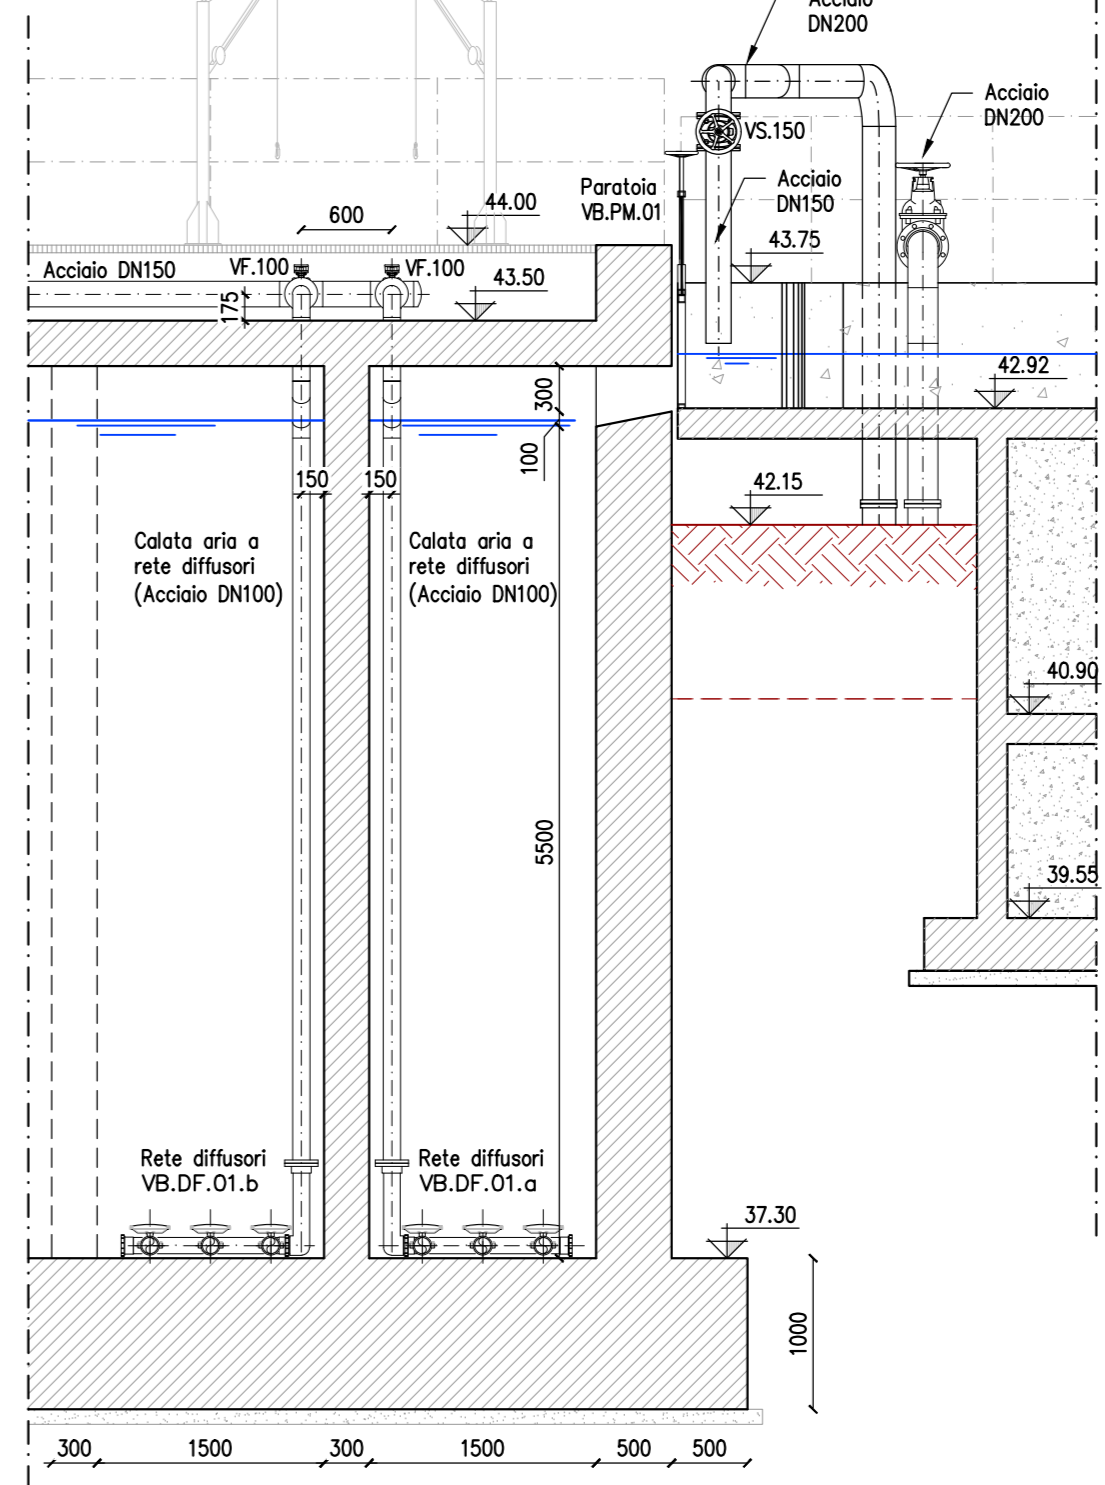 Acciaio
DN200
Acciaio
DN200
VS.150
Acciaio
DN150
Paratoia
VB.PM.01
600
44.00
43.75
Acciaio DN150
VF.100
VF.100
43.50
175
42.92
300
100
150
150
42.15
Calata aria a
rete diffusori
(Acciaio DN100)
Calata aria a
rete diffusori
(Acciaio DN100)
40.90
5500
39.55
Rete diffusori
VB.DF.01.b
Rete diffusori
VB.DF.01.a
37.30
1000
300
1500
300
1500
500
500